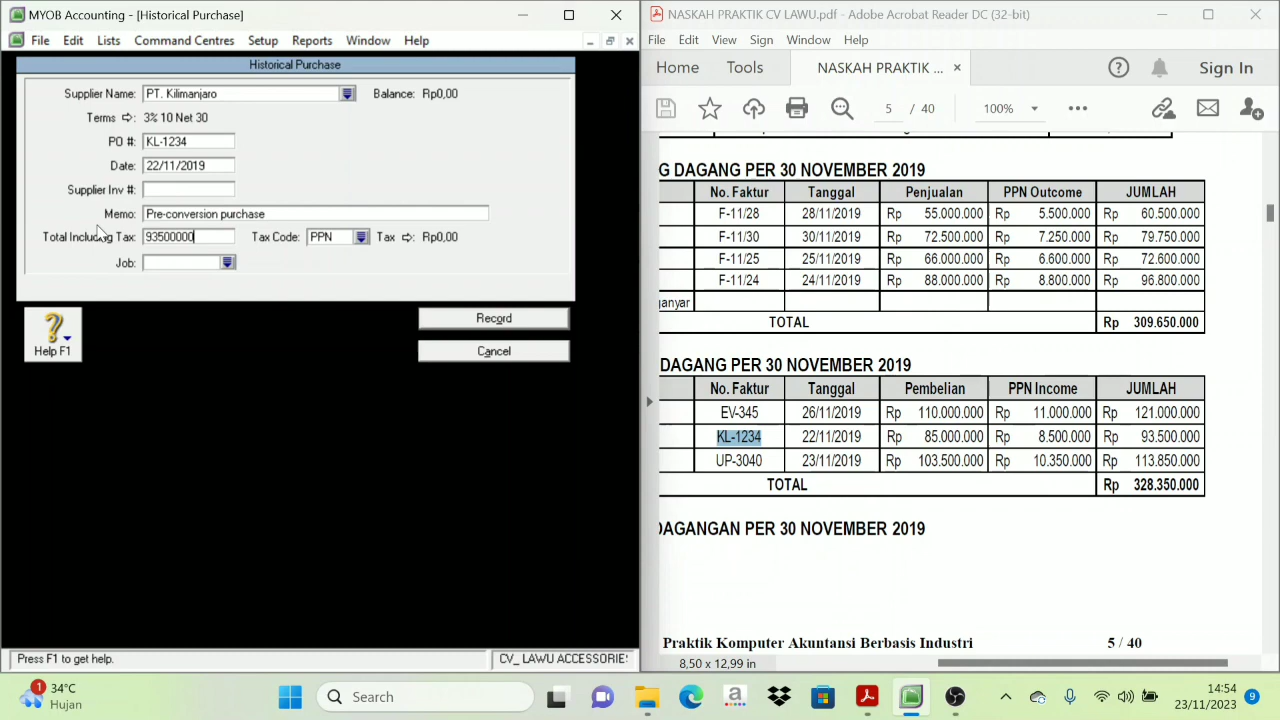 MYOB Accounting - [Historical Purchase]
File Edit Lists Command Centres Setup Reports Window Help
Historical Purchase
Supplier Name: PT. Kilimanjaro Balance: Rp0,00
Terms 3% 10 Net 30
PO #: KL-1234
Date: 22/11/2019
Supplier Inv #:
Memo: Pre-conversion purchase
Total Including Tax: 93500000 Tax Code: PPN Tax Rp0,00
Job:
Record
Help F1
Cancel
Press F1 to get help. CV_ LAWU ACCESSORIES
NASKAH PRAKTIK CV LAWU.pdf - Adobe Acrobat Reader DC (32-bit)
File Edit View Sign Window Help
Home Tools NASKAH PRAKTIK ... Sign In
5 / 40 100%
G DAGANG PER 30 NOVEMBER 2019
No. Faktur Tanggal Penjualan PPN Outcome JUMLAH
F-11/28 28/11/2019 Rp 55.000.000 Rp 5.500.000 Rp 60.500.000
F-11/30 30/11/2019 Rp 72.500.000 Rp 7.250.000 Rp 79.750.000
F-11/25 25/11/2019 Rp 66.000.000 Rp 6.600.000 Rp 72.600.000
F-11/24 24/11/2019 Rp 88.000.000 Rp 8.800.000 Rp 96.800.000
ganyar
TOTAL Rp 309.650.000
DAGANG PER 30 NOVEMBER 2019
No. Faktur Tanggal Pembelian PPN Income JUMLAH
EV-345 26/11/2019 Rp 110.000.000 Rp 11.000.000 Rp 121.000.000
KL-1234 22/11/2019 Rp 85.000.000 Rp 8.500.000 Rp 93.500.000
UP-3040 23/11/2019 Rp 103.500.000 Rp 10.350.000 Rp 113.850.000
TOTAL Rp 328.350.000
DAGANGAN PER 30 NOVEMBER 2019
Praktik Komputer Akuntansi Berbasis Industri 5 / 40
8,50 x 12,99 in
1 34°C
Hujan
Search
14:54
23/11/2023 9